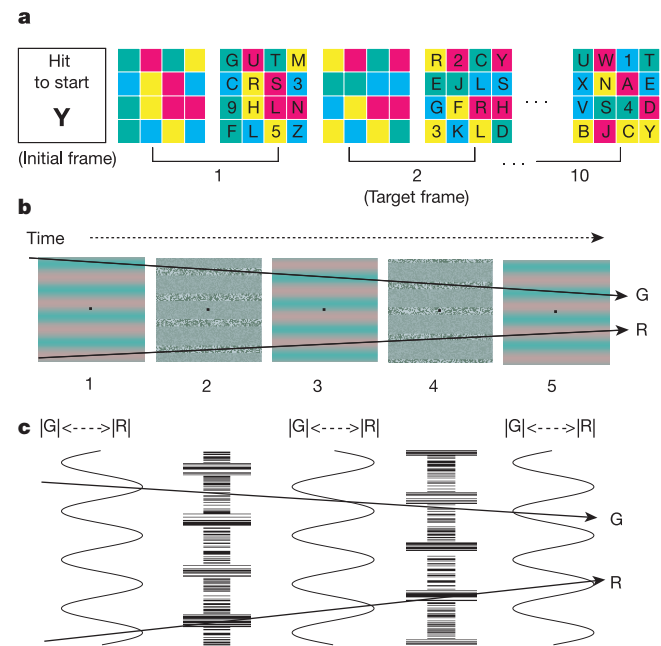 a
Hit
to start
Y
(Initial frame)
G U T M
C R S 3
9 H L N
F L 5 Z
1
R 2 C Y
E J L S
G F R H
3 K L D
2
(Target frame)
. . .
U W 1 T
X N A E
V S 4 D
B J C Y
. . .
10
b
Time
G
R
1 2 3 4 5
c
|G|<---->|R| |G|<---->|R| |G|<---->|R|
G
R